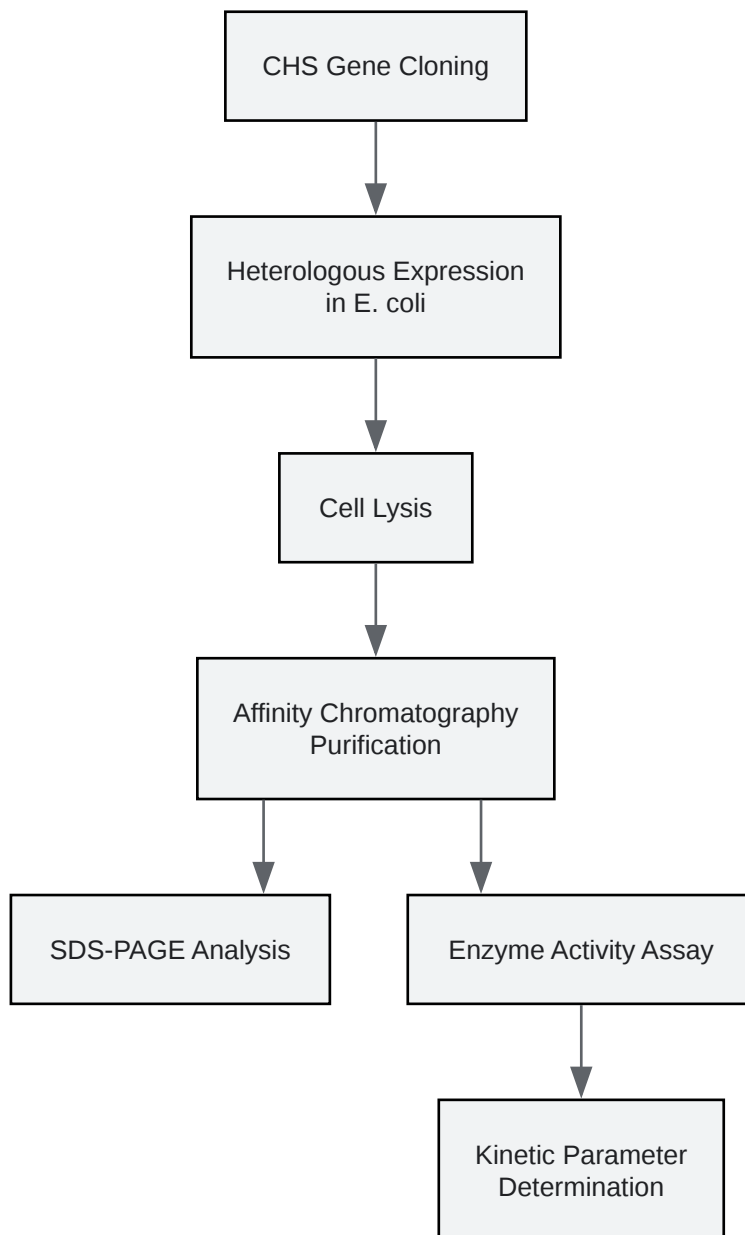 CHS Gene Cloning
Heterologous Expression
in E. coli
Cell Lysis
Affinity Chromatography
Purification
SDS-PAGE Analysis
Enzyme Activity Assay
Kinetic Parameter
Determination